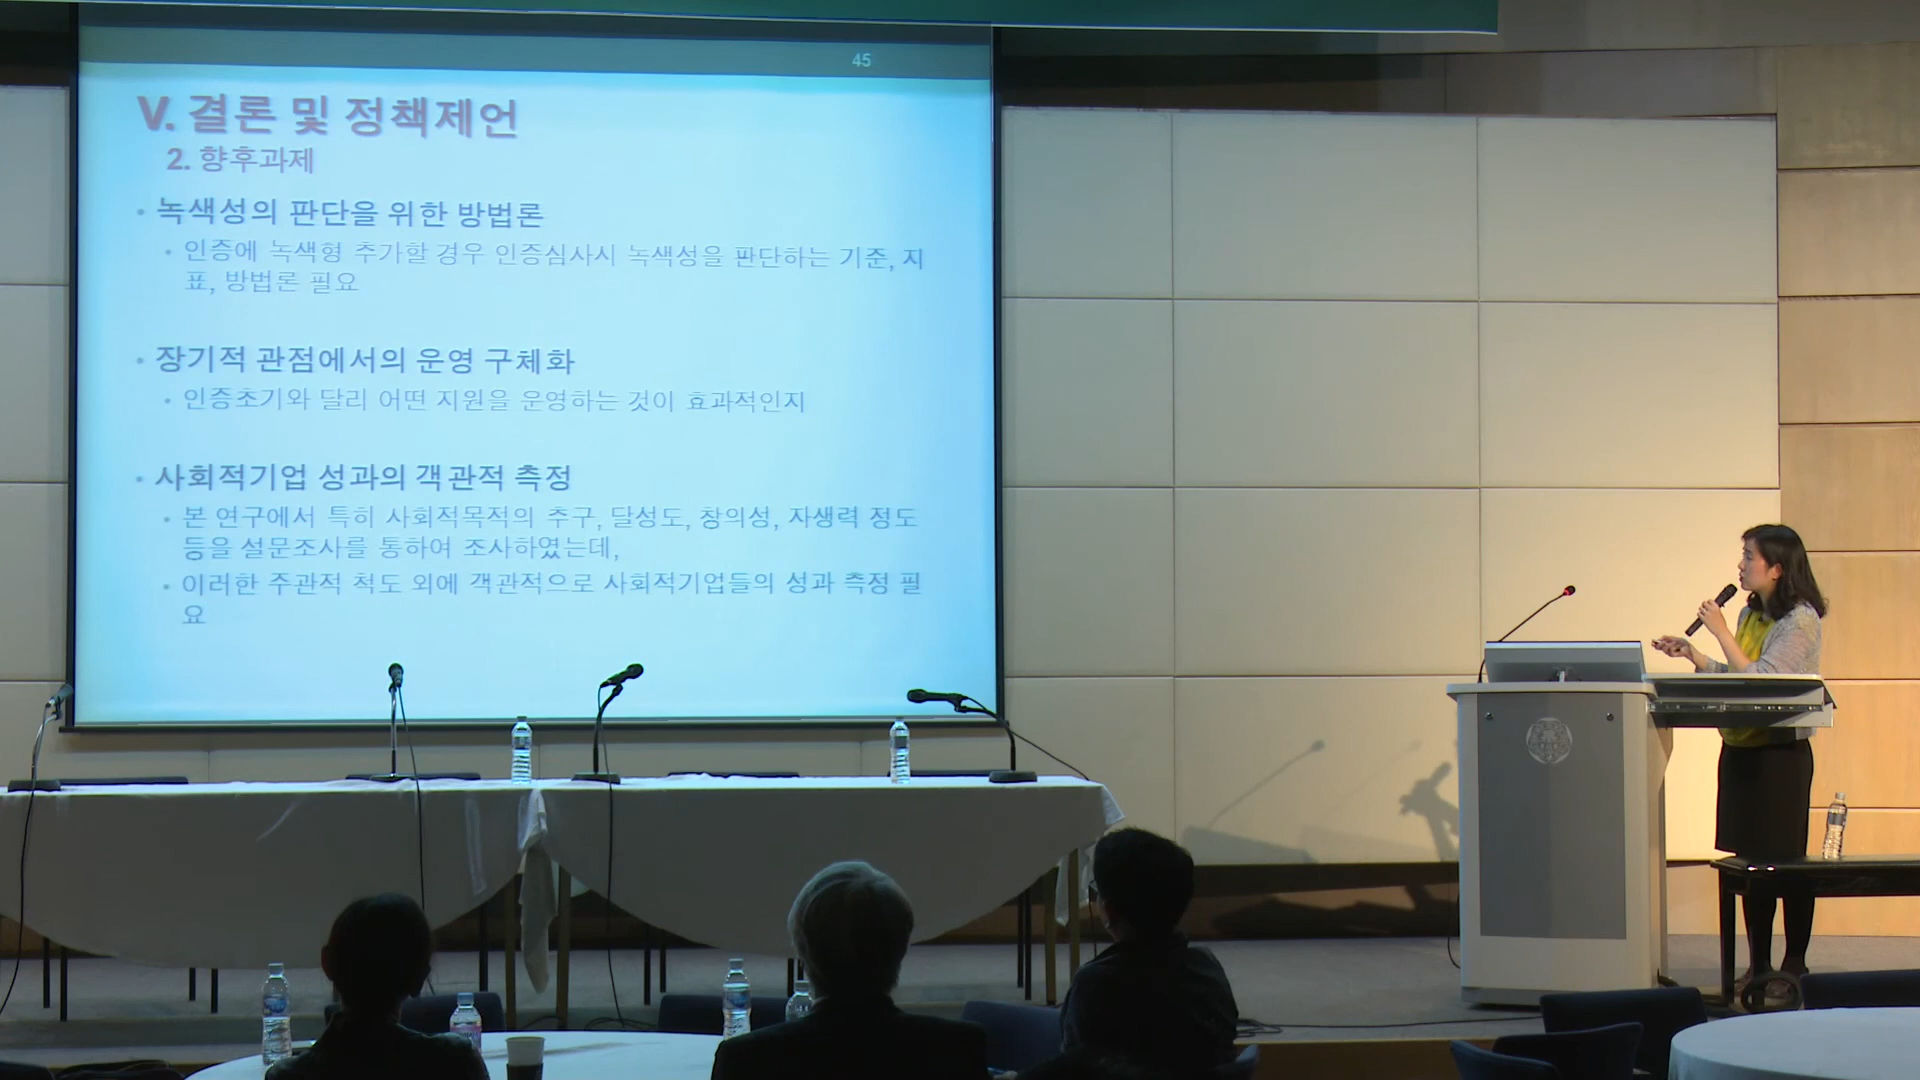 45
V. 결론 및 정책제언
2. 향후과제
• 녹색성의 판단을 위한 방법론
• 인증에 녹색형 추가할 경우 인증심사시 녹색성을 판단하는 기준, 지
표, 방법론 필요
• 장기적 관점에서의 운영 구체화
• 인증초기와 달리 어떤 지원을 운영하는 것이 효과적인지
• 사회적기업 성과의 객관적 측정
• 본 연구에서 특히 사회적목적의 추구, 달성도, 창의성, 자생력 정도
등을 설문조사를 통하여 조사하였는데,
• 이러한 주관적 척도 외에 객관적으로 사회적기업들의 성과 측정 필
요